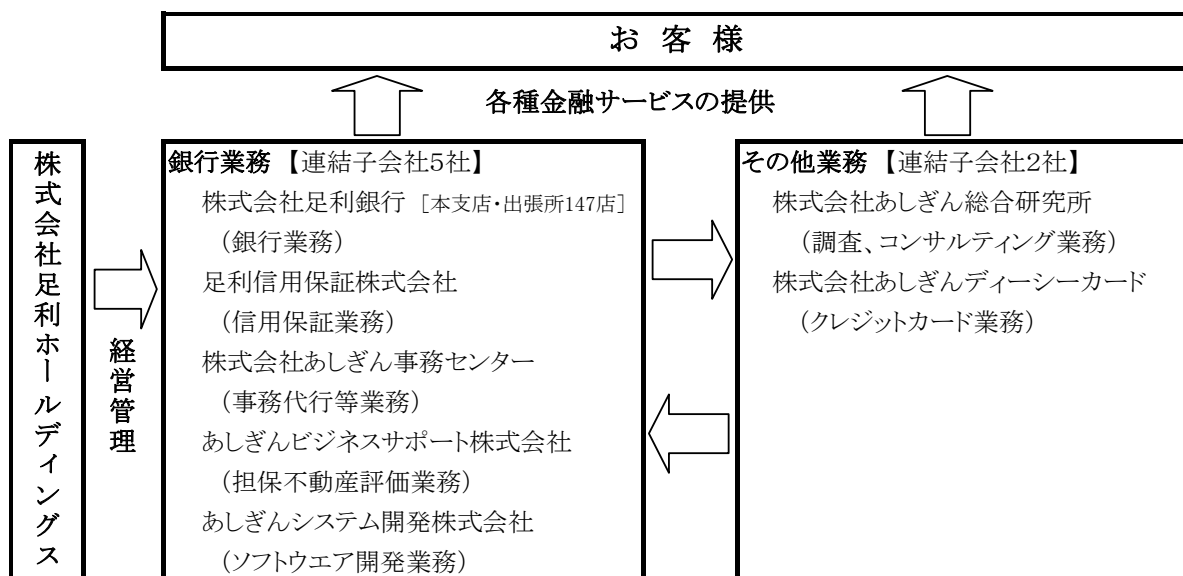 お客様
各種金融サービスの提供
株式会社足利ホールディングス
経営管理
銀行業務 【連結子会社5社】
株式会社足利銀行 [本支店・出張所147店]
(銀行業務)
足利信用保証株式会社
(信用保証業務)
株式会社あしぎん事務センター
(事務代行等業務)
あしぎんビジネスサポート株式会社
(担保不動産評価業務)
あしぎんシステム開発株式会社
(ソフトウエア開発業務)
その他業務 【連結子会社2社】
株式会社あしぎん総合研究所
(調査、コンサルティング業務)
株式会社あしぎんディーシーカード
(クレジットカード業務)